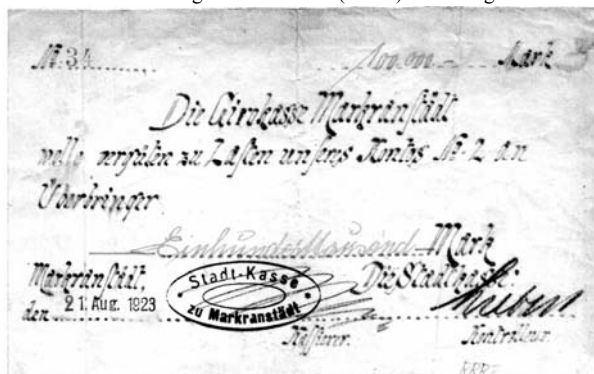 № 34 100.000 Mark
Die Girokasse Markranstädt
wolle vergüten zu Lasten unseres Kontos № 2 an
Überbringer
Einhunderttausend Mark
Markranstädt, Die Stadtkasse:
den 21. Aug. 1923
Stadt-Kasse
zu Markranstädt
Kassierer. Kontrolleur.